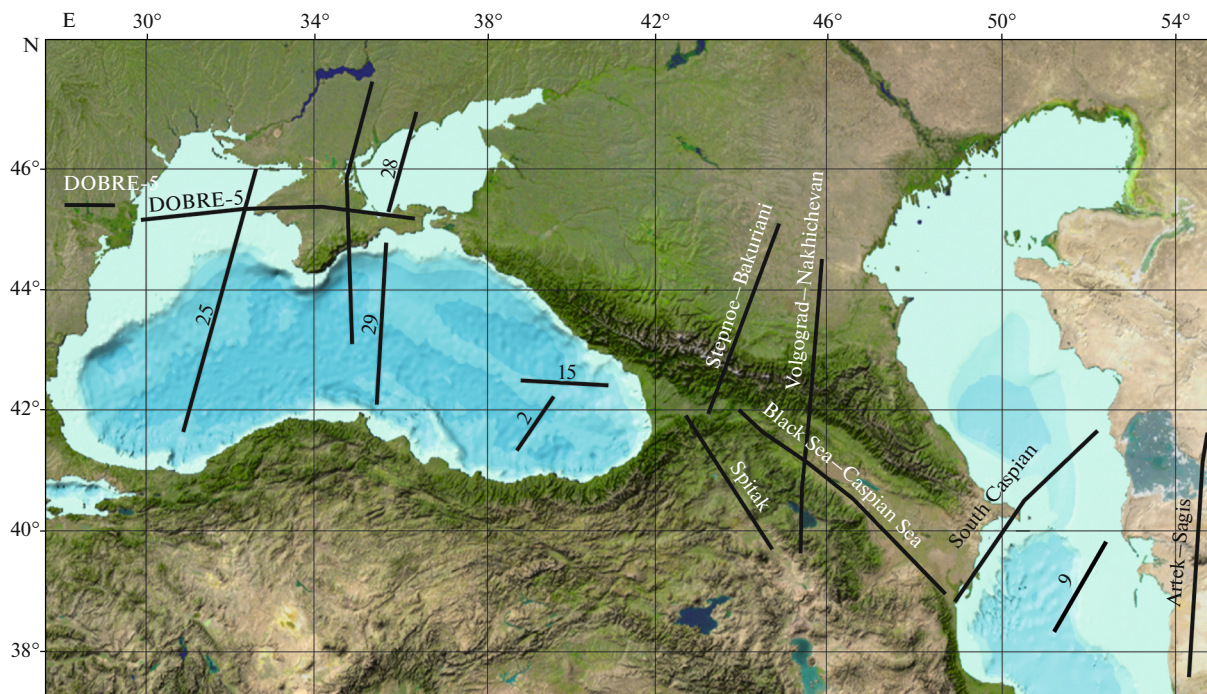 E 30° 34° 38° 42° 46° 50° 54°
N
46°
44°
42°
40°
38°
DOBRE-5
DOBRE-5
28
25
29
15
2
Stepnoe–Bakuriani
Volgograd–Nakhichevan
Black Sea–Caspian Sea
Spitak
South Caspian
9
Artek–Sagis